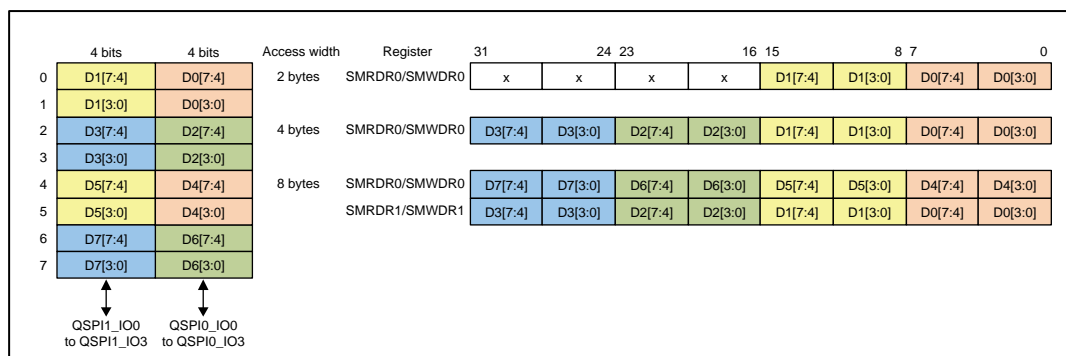 4 bits 4 bits Access width Register 31 24 23 16 15 8 7 0
0 D1[7:4] D0[7:4] 2 bytes SMRDR0/SMWDR0 x x x x D1[7:4] D1[3:0] D0[7:4] D0[3:0]
1 D1[3:0] D0[3:0]
2 D3[7:4] D2[7:4] 4 bytes SMRDR0/SMWDR0 D3[7:4] D3[3:0] D2[7:4] D2[3:0] D1[7:4] D1[3:0] D0[7:4] D0[3:0]
3 D3[3:0] D2[3:0]
4 D5[7:4] D4[7:4] 8 bytes SMRDR0/SMWDR0 D7[7:4] D7[3:0] D6[7:4] D6[3:0] D5[7:4] D5[3:0] D4[7:4] D4[3:0]
5 D5[3:0] D4[3:0] SMRDR1/SMWDR1 D3[7:4] D3[3:0] D2[7:4] D2[3:0] D1[7:4] D1[3:0] D0[7:4] D0[3:0]
6 D7[7:4] D6[7:4]
7 D7[3:0] D6[3:0]
QSPI1_IO0 QSPI0_IO0
to QSPI1_IO3 to QSPI0_IO3